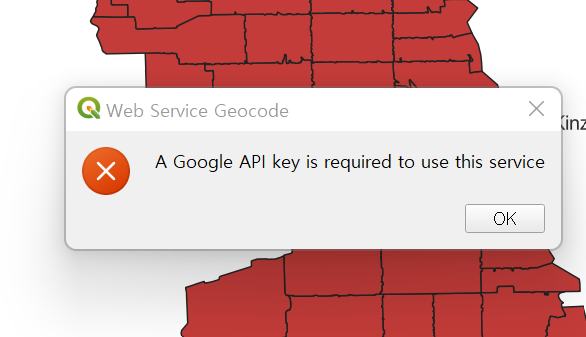 Web Service Geocode
Kinz
A Google API key is required to use this service
OK